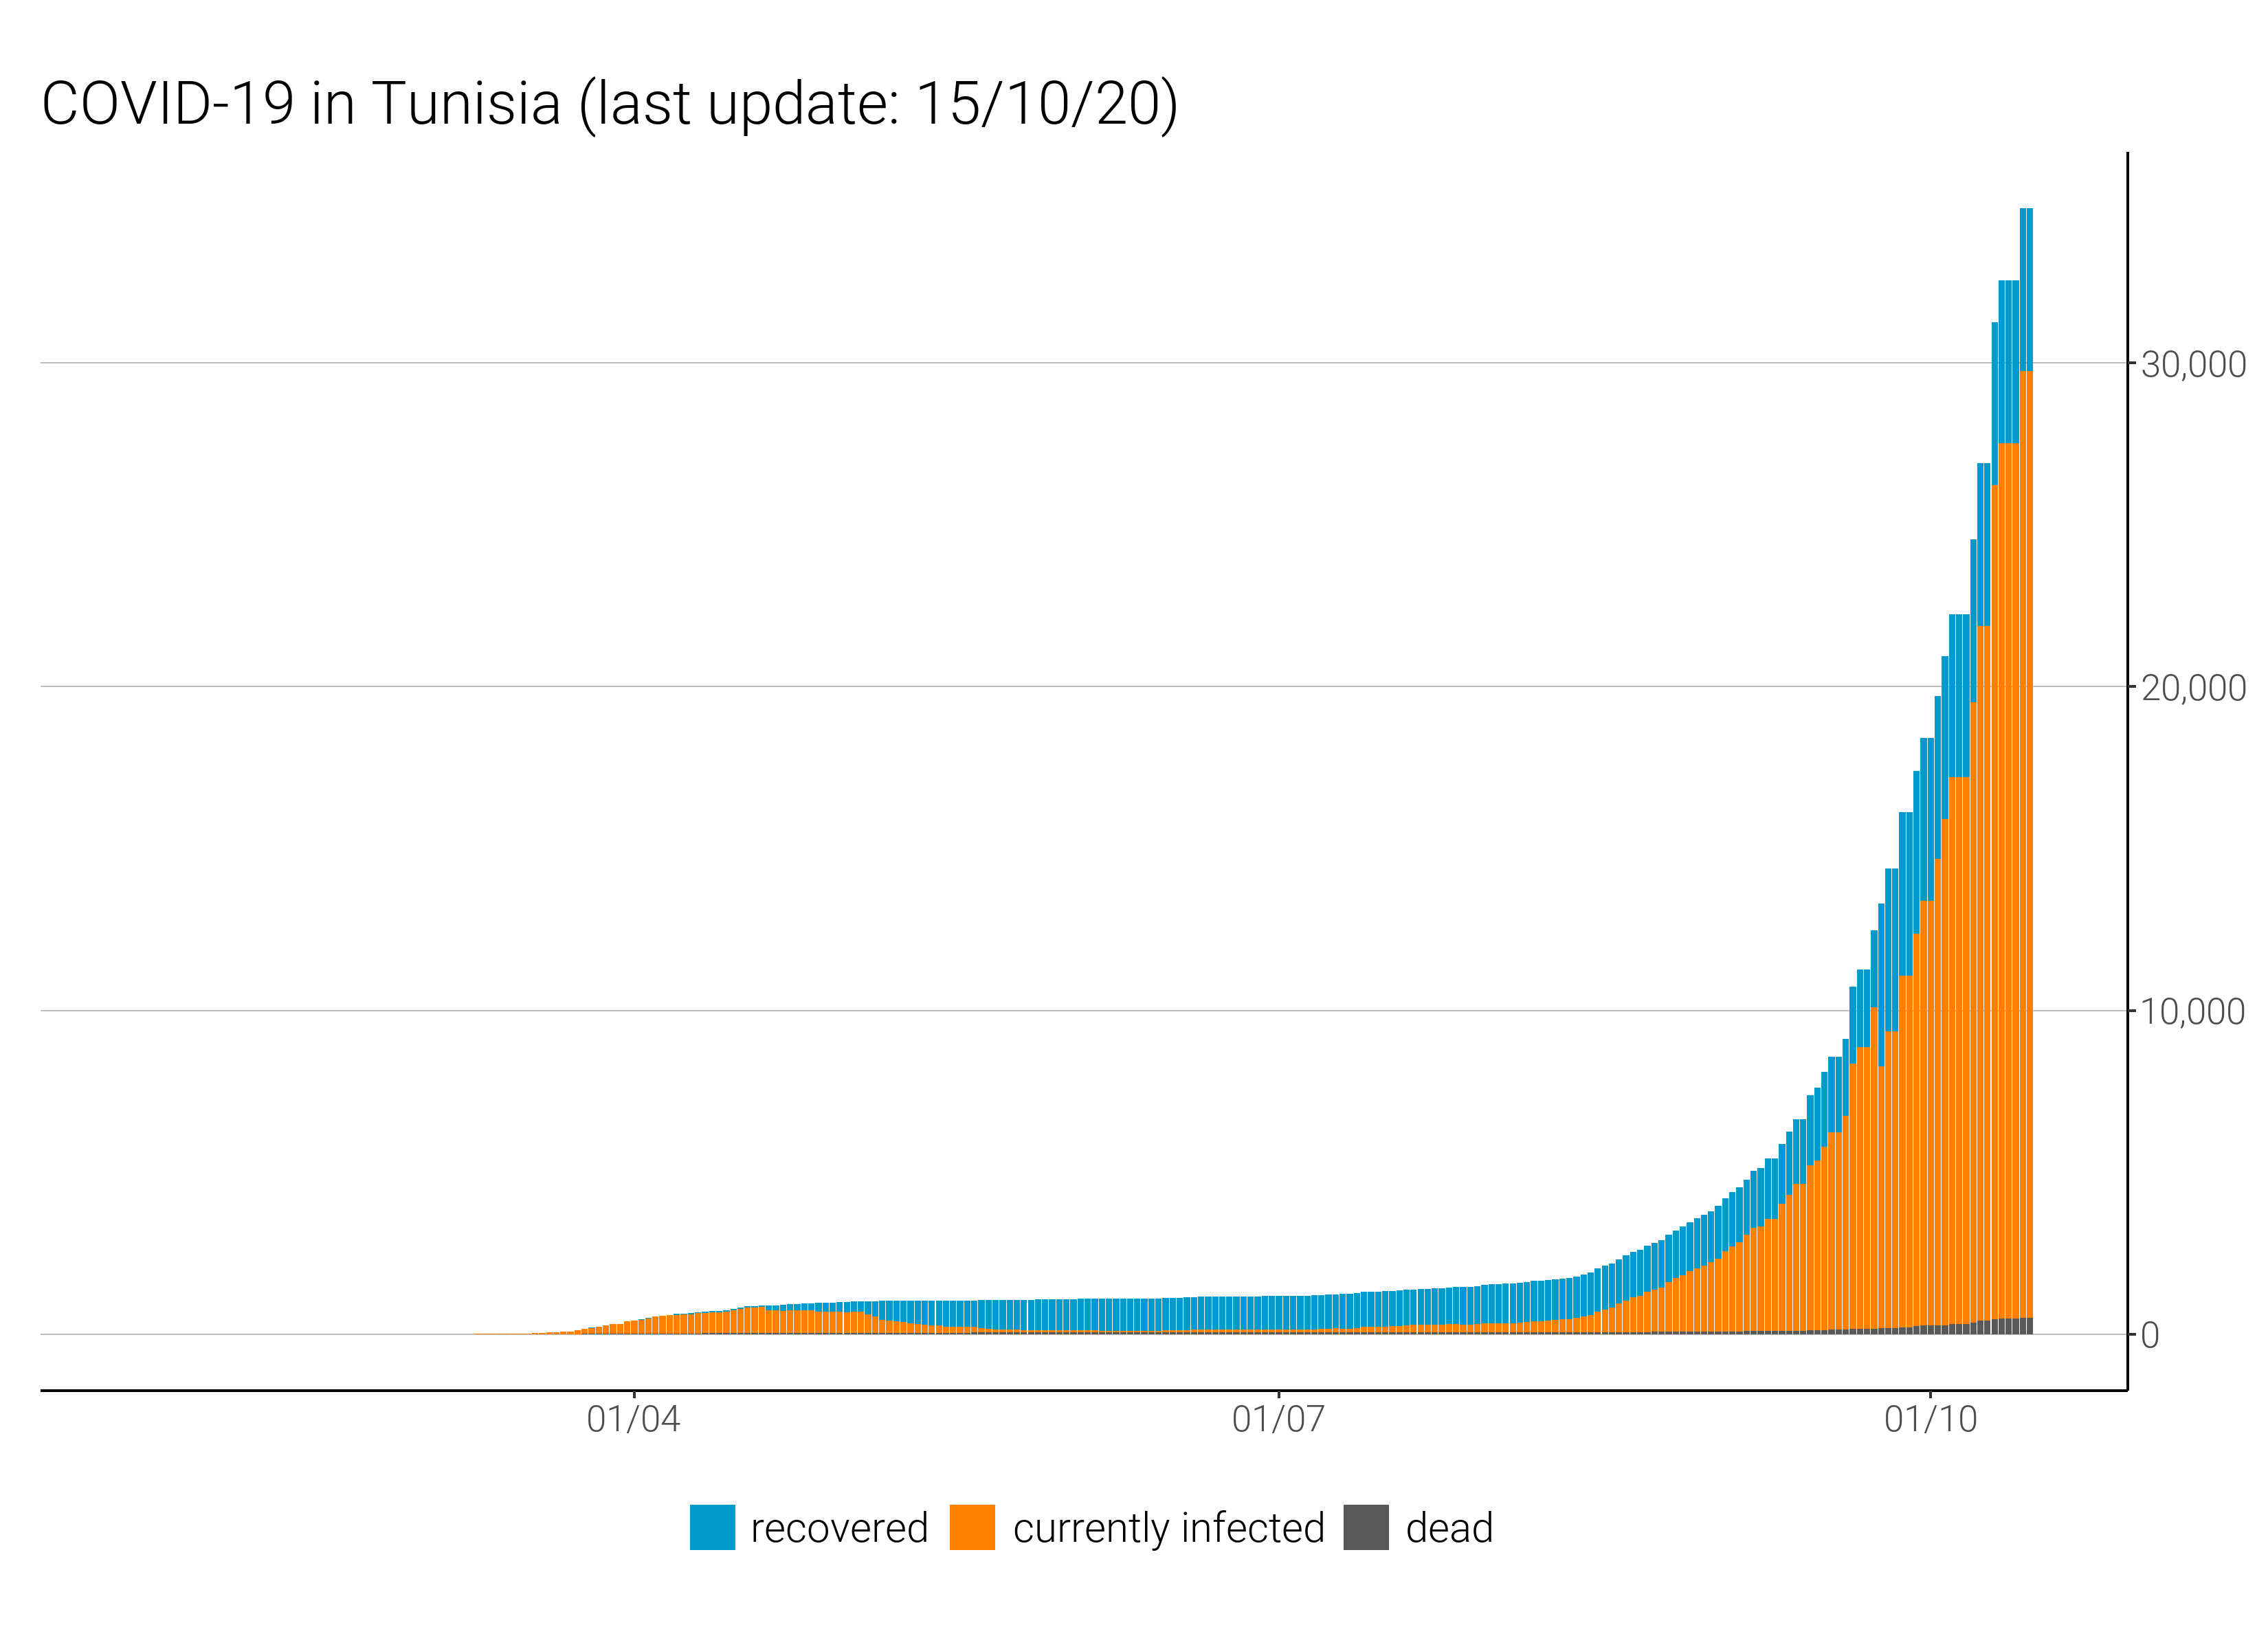 COVID-19 in Tunisia (last update: 15/10/20)
30,000
20,000
10,000
0
01/04 01/07 01/10
recovered currently infected dead